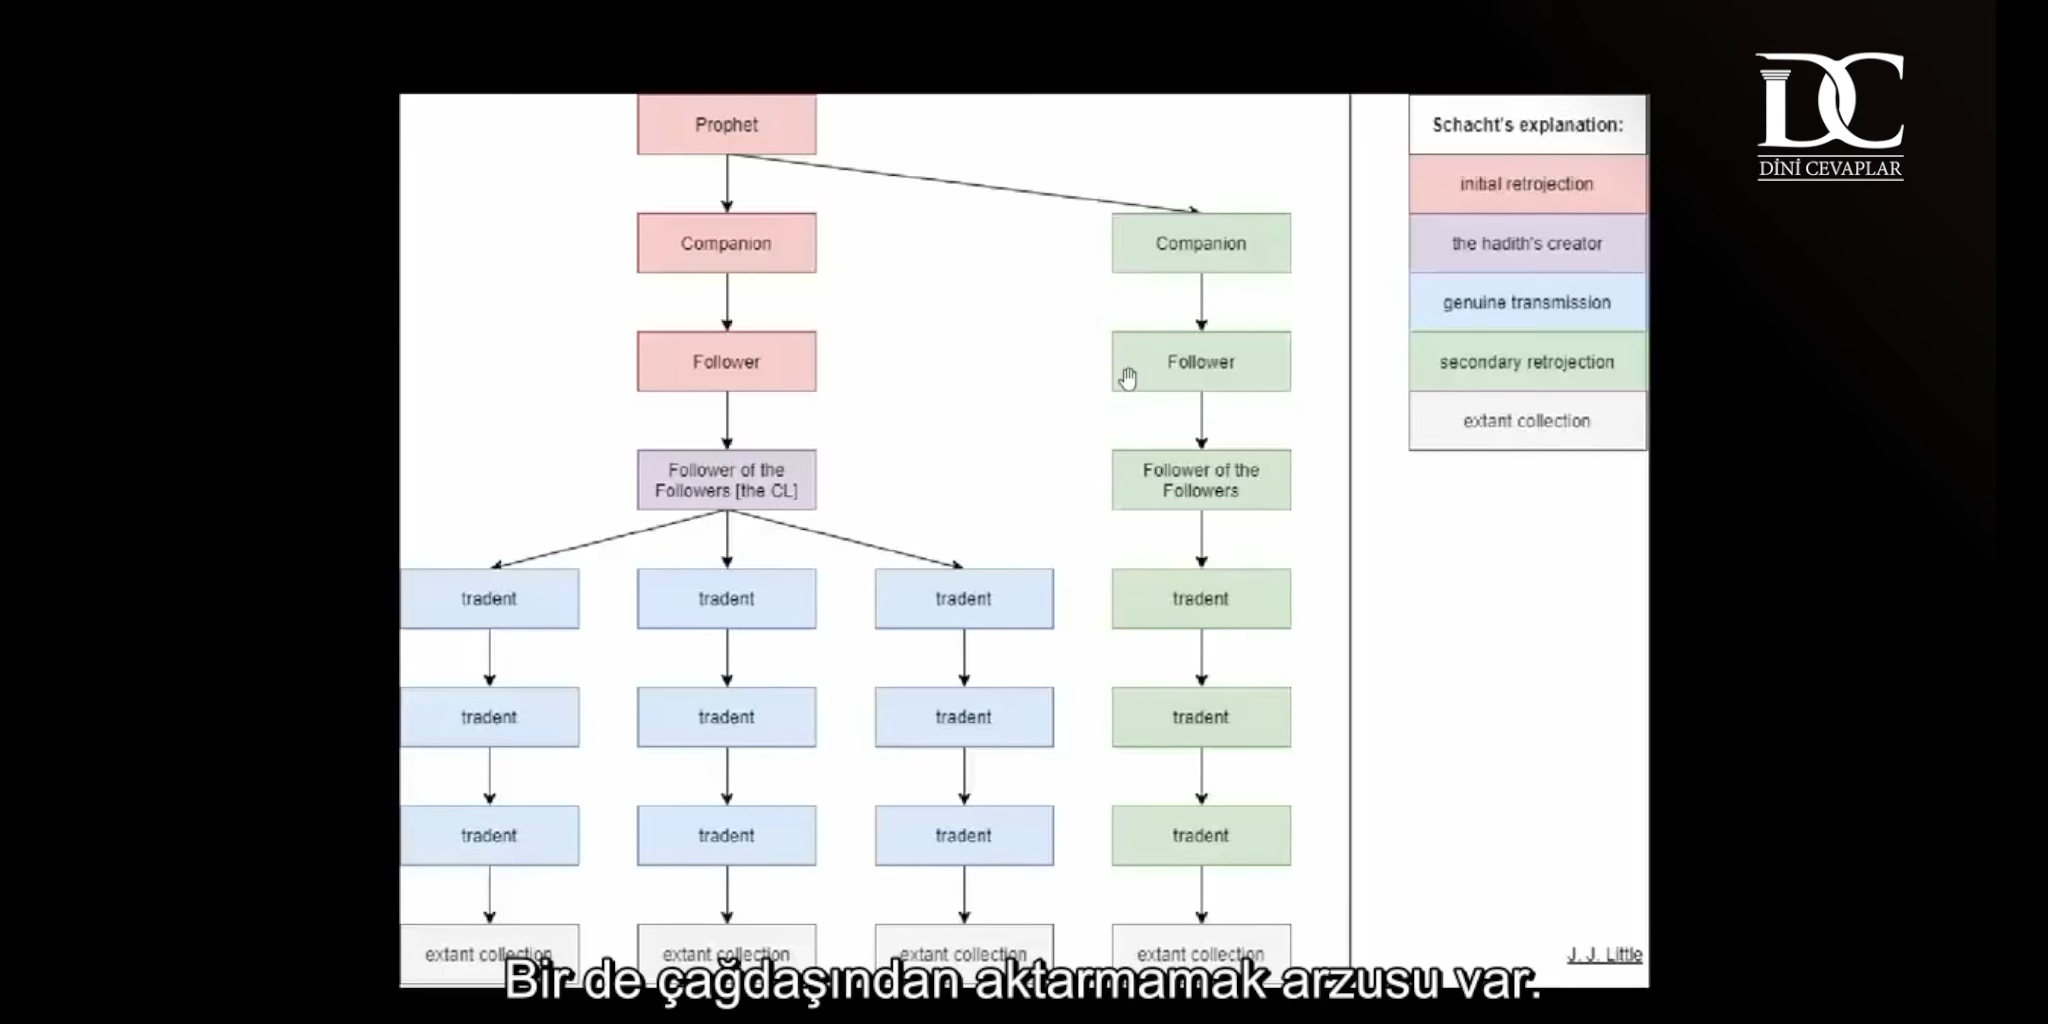 DC
DİNİ CEVAPLAR
Prophet
Schacht's explanation:
initial retrojection
Companion
Companion
the hadith's creator
genuine transmission
Follower
Follower
secondary retrojection
extant collection
Follower of the
Followers [the CL]
Follower of the
Followers
tradent
tradent
tradent
tradent
tradent
tradent
tradent
tradent
tradent
tradent
tradent
tradent
extant collection
extant collection
extant collection
extant collection
J. J. Little
Bir de çağdaşından aktarmamak arzusu var.